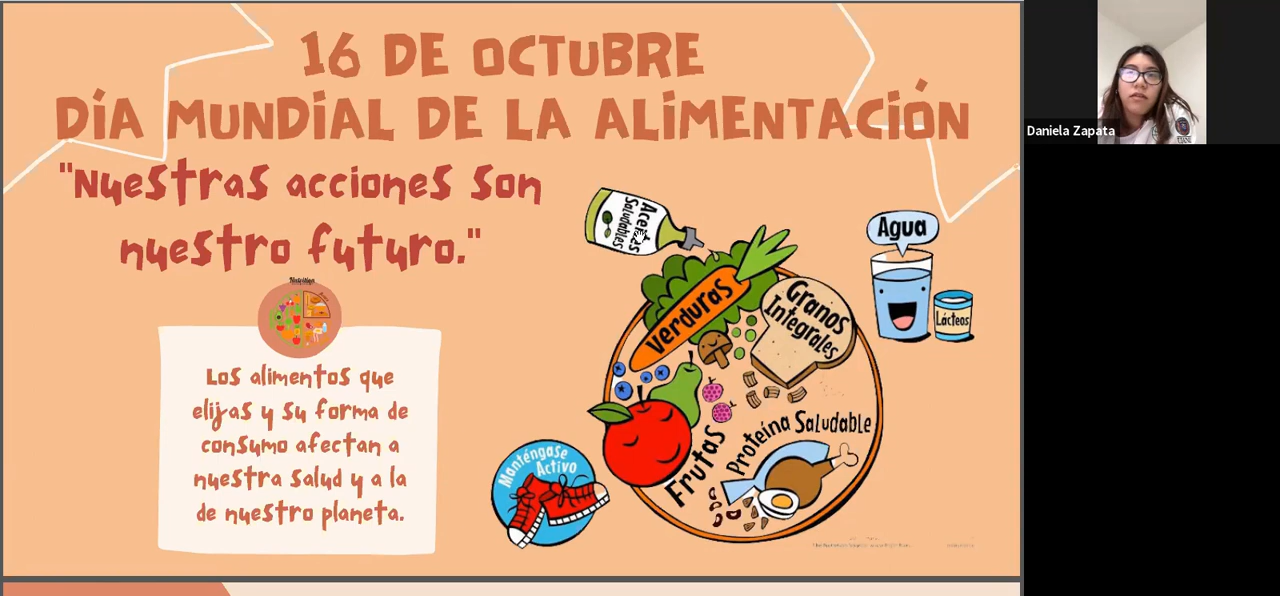 16 DE OCTUBRE
DÍA MUNDIAL DE LA ALIMENTACIÓN
"Nuestras acciones son
nuestro futuro."
Nutrition
Los alimentos que
elijas y su forma de
consumo afectan a
nuestra salud y a la
de nuestro planeta.
Aceites
Saludables
Verduras
Granos
Integrales
Agua
Lácteos
Frutas
Proteína Saludable
Manténgase
Activo
Daniela Zapata